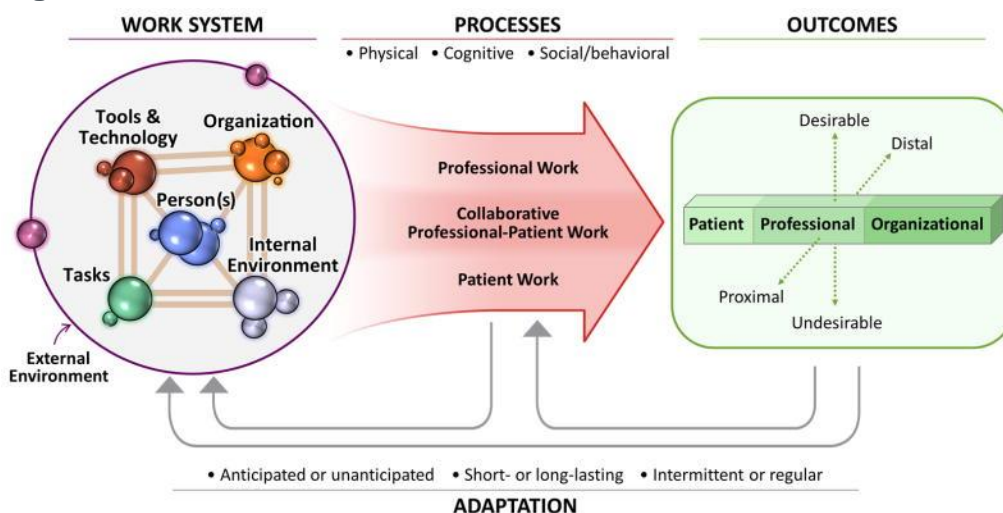 WORK SYSTEM
PROCESSES
OUTCOMES
• Physical • Cognitive • Social/behavioral
Tools &
Technology
Organization
Person(s)
Internal
Environment
Tasks
External
Environment
Professional Work
Collaborative
Professional-Patient Work
Patient Work
Desirable
Distal
Patient
Professional
Organizational
Proximal
Undesirable
• Anticipated or unanticipated • Short- or long-lasting • Intermittent or regular
ADAPTATION